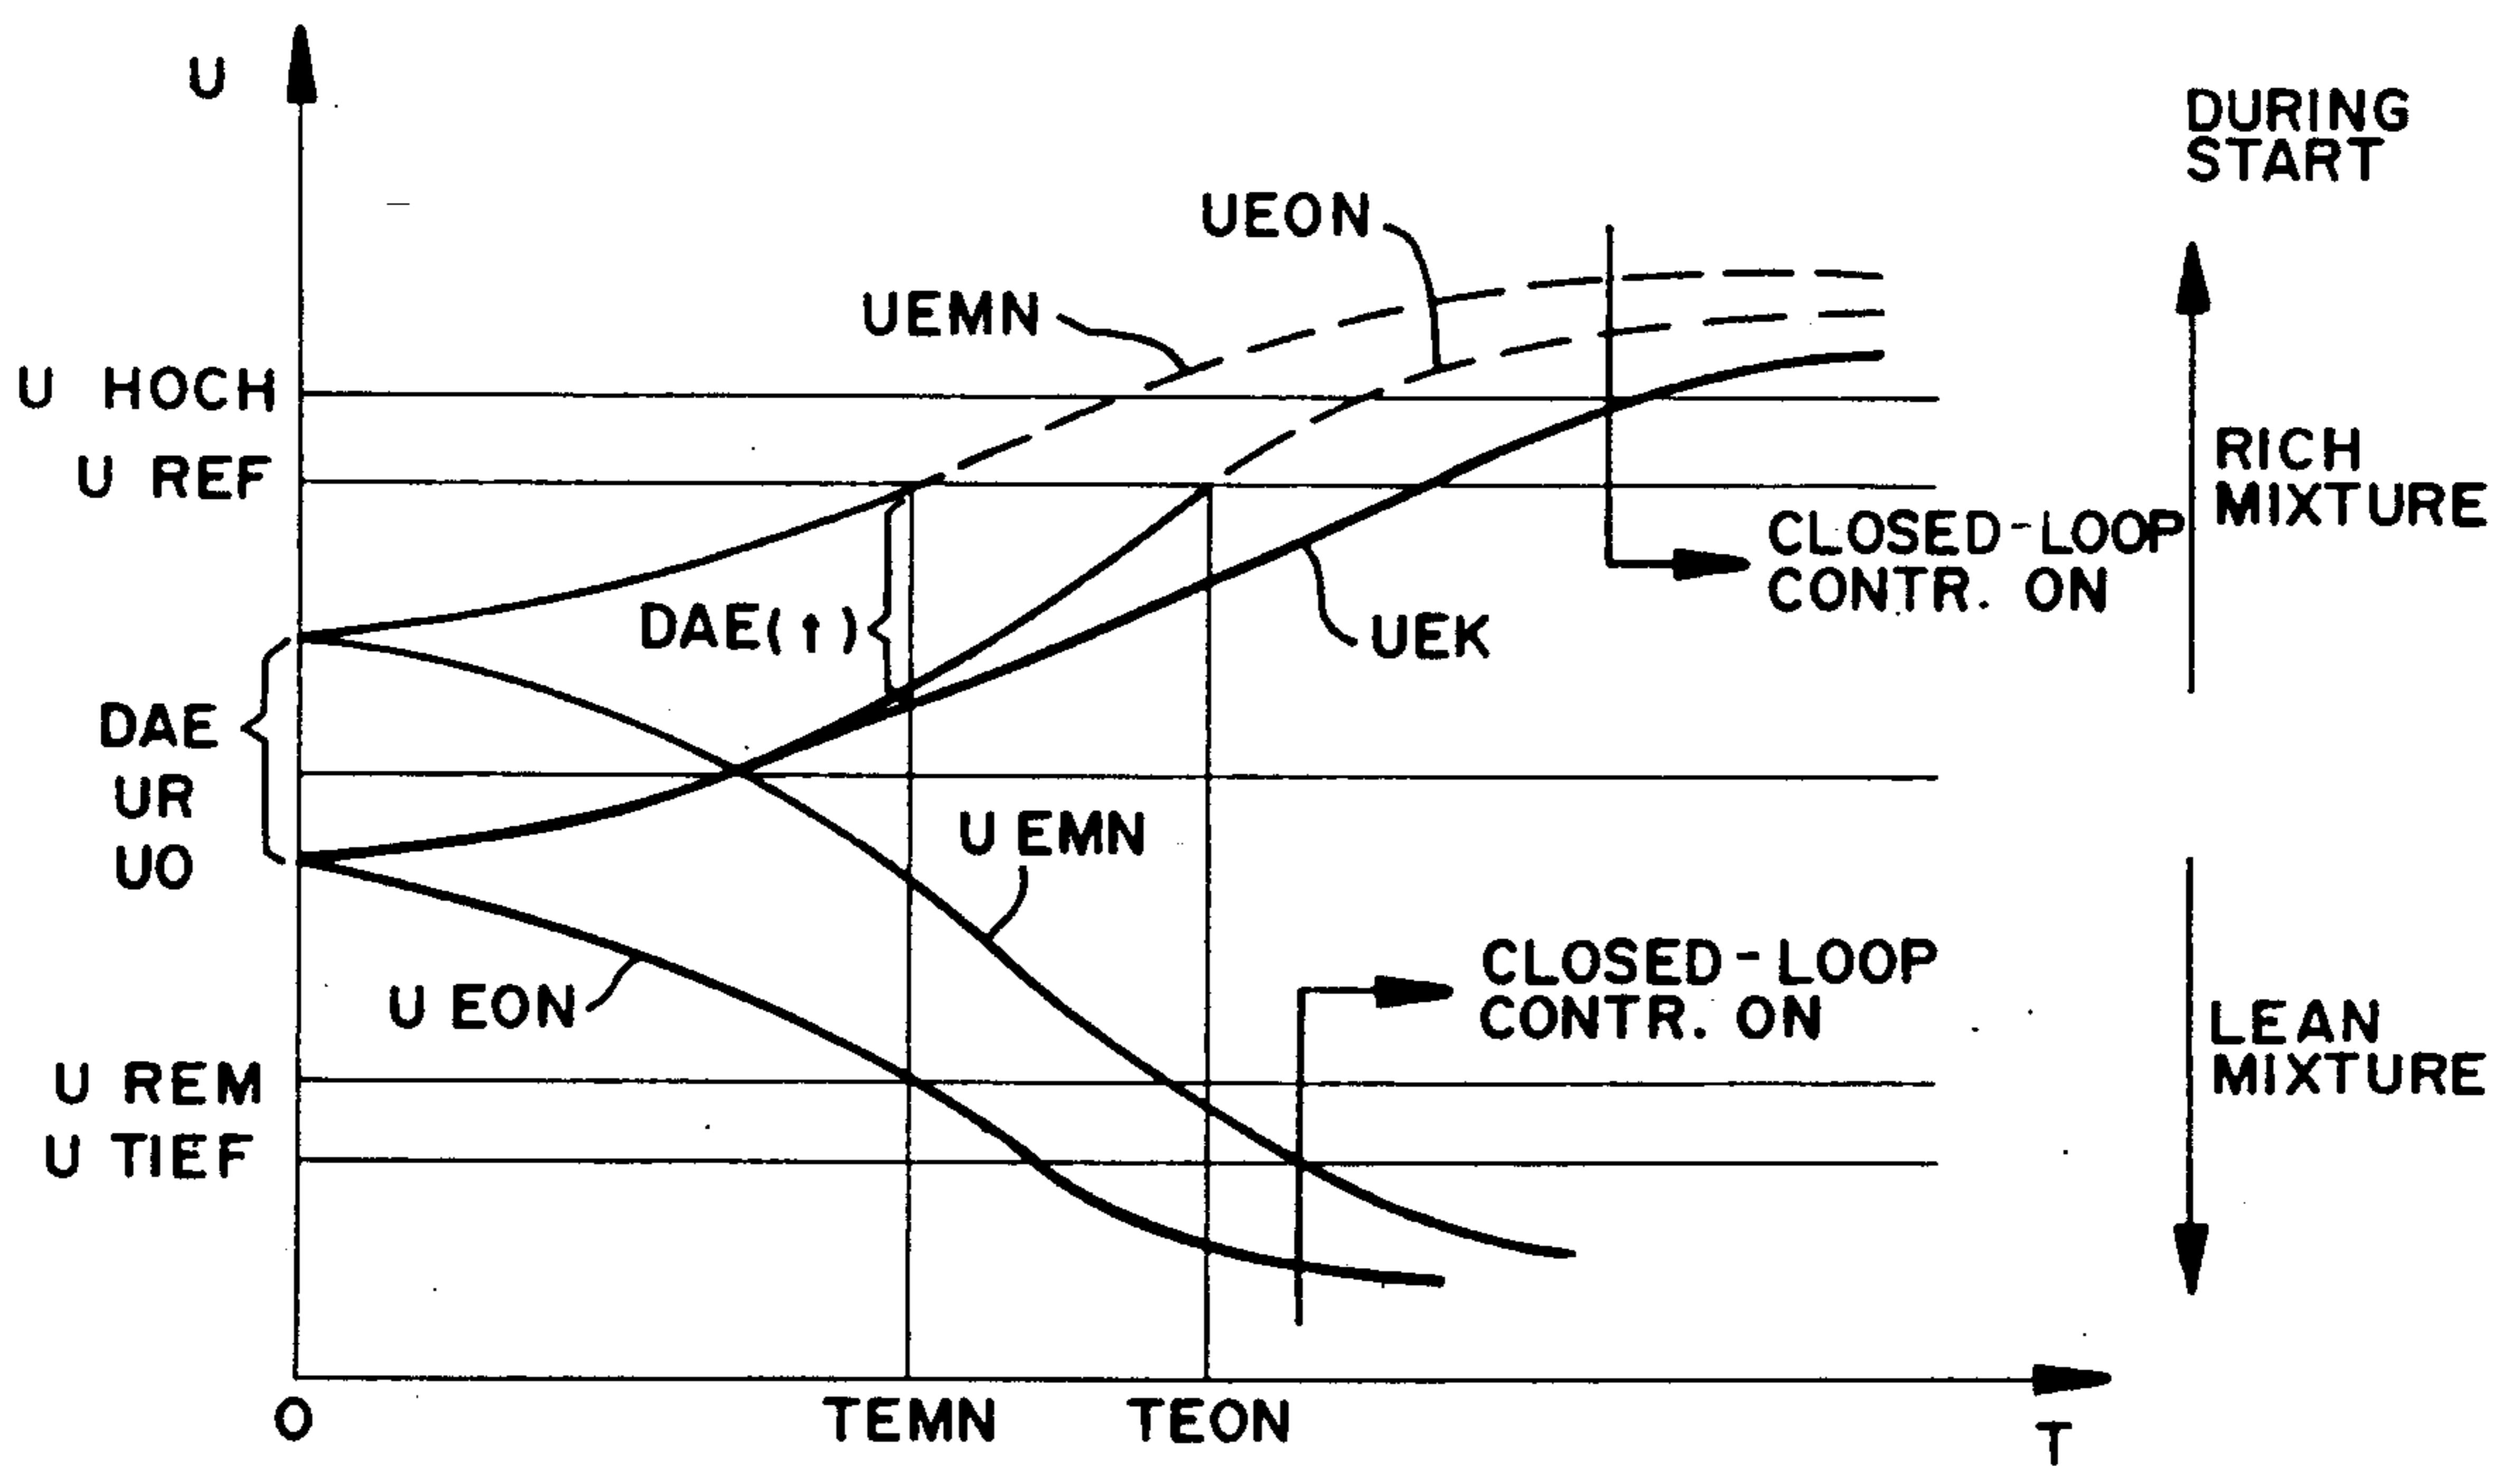 U
DURING
START
UEON
UEMN
U HOCH
U REF
RICH
MIXTURE
CLOSED-LOOP
CONTR. ON
DAE(t)
UEK
DAE
UR
UO
U EMN
CLOSED-LOOP
CONTR. ON
U EON
LEAN
MIXTURE
U REM
U TIEF
O
TEMN
TEON
T